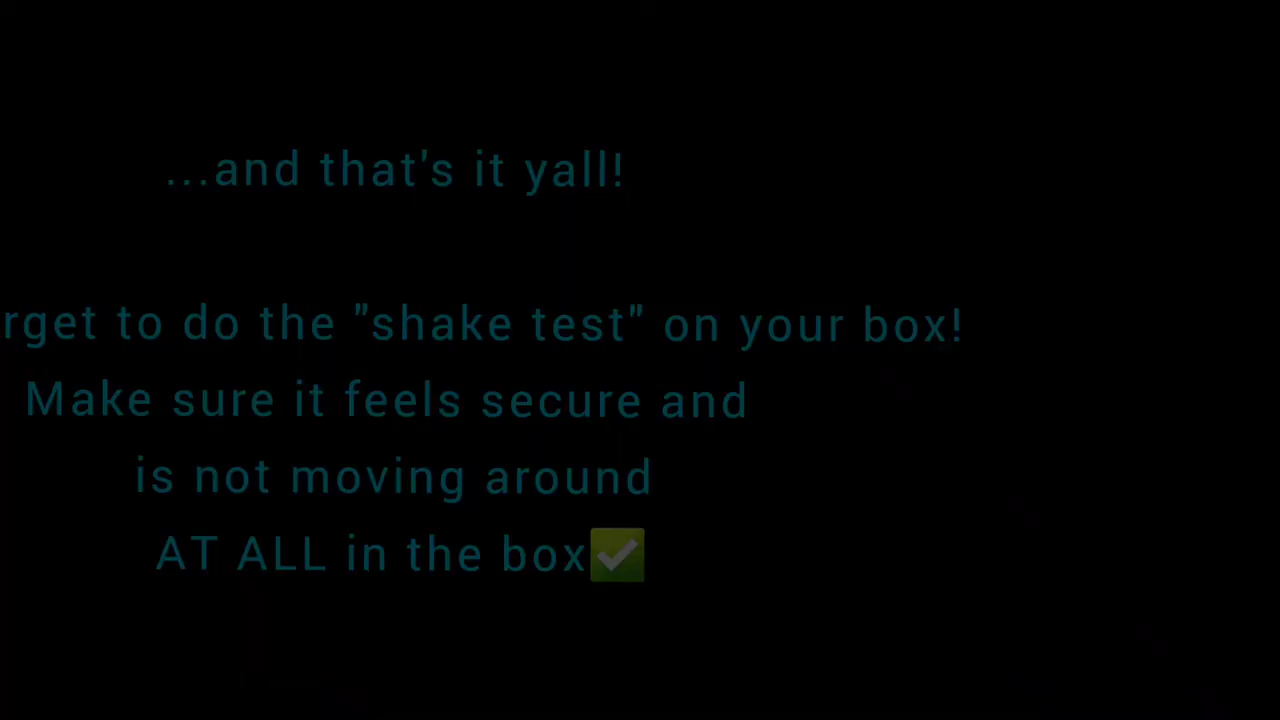 ...and that's it yall!
rget to do the "shake test" on your box!
Make sure it feels secure and
is not moving around
AT ALL in the box✅